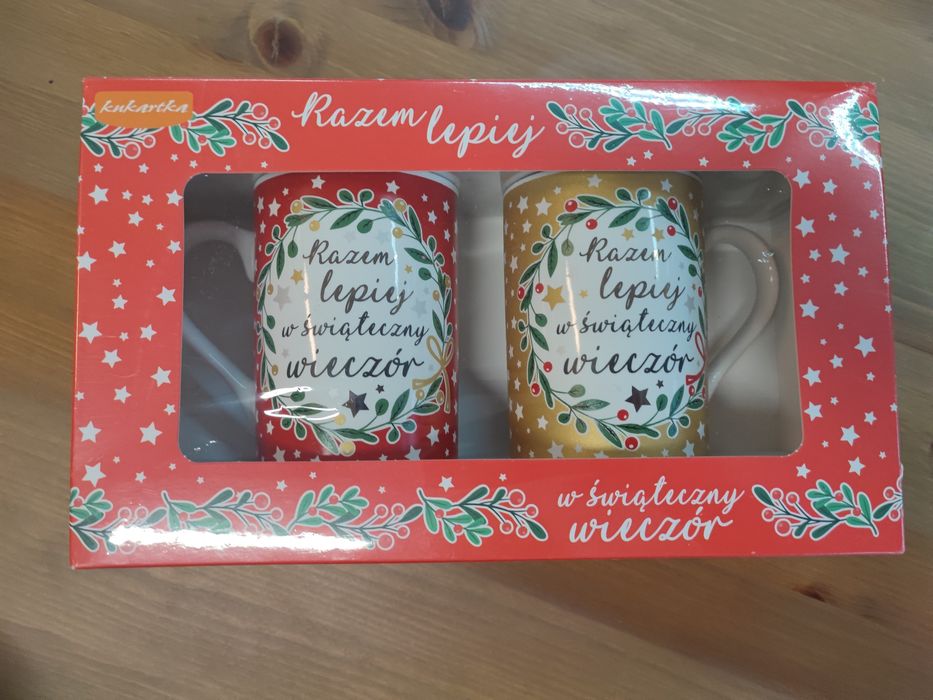 kukartka
Razem
lepiej
Razem
lepiej
w świąteczny
wieczór
Razem
lepiej
w świąteczny
wieczór
w świąteczny
wieczór